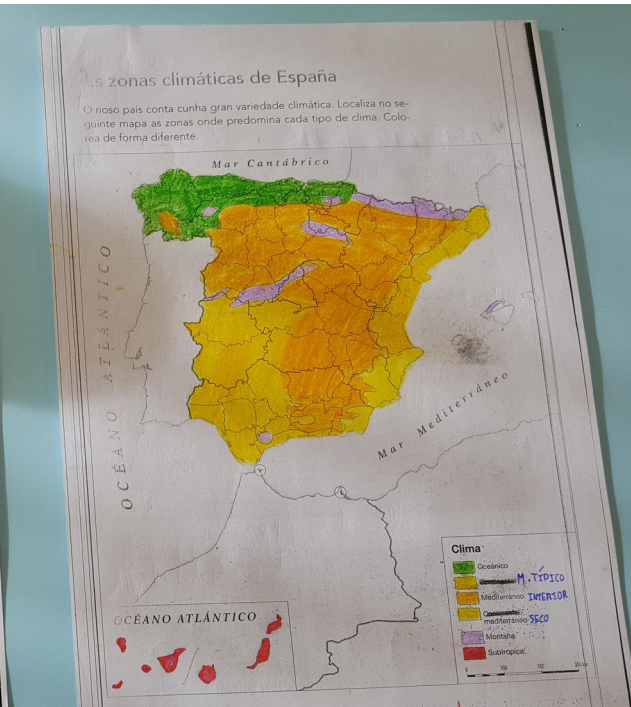 s zonas climáticas de España
O noso país conta cunha gran variedade climática. Localiza no se-
guinte mapa as zonas onde predomina cada tipo de clima. Colo-
rea de forma diferente.
Mar Cantábrico
OCÉANO ATLÁNTICO
Mar Mediterráneo
Clima
Oceánico
M. TÍPICO
Mediterráneo INTERIOR
mediterráneo SECO
Montaña
Subtropical
OCÉANO ATLÁNTICO
0